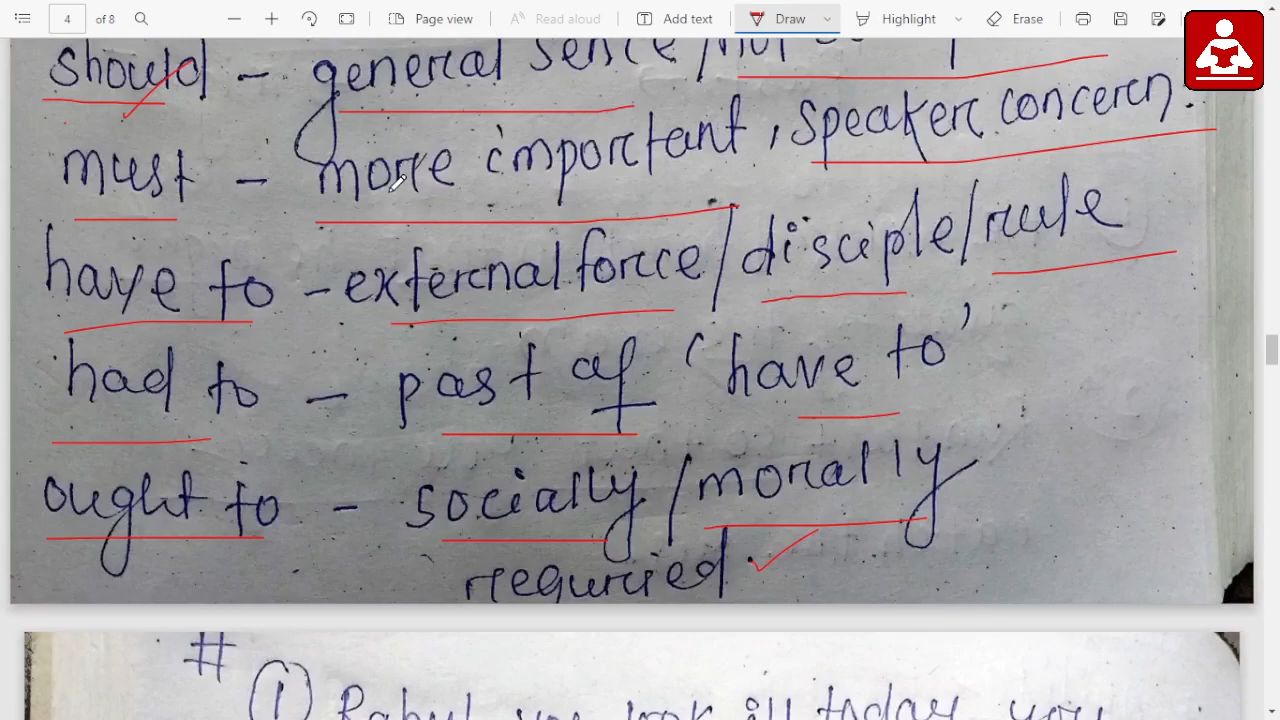 4 of 8 Page view Read aloud Add text Draw Highlight Erase
should - general sense /
must - more important, speaker concern.
have to - external force / disciple / rule
had to - past of 'have to'
ought to - socially / morally
requried.
#
(1) Rahul you look ill today you